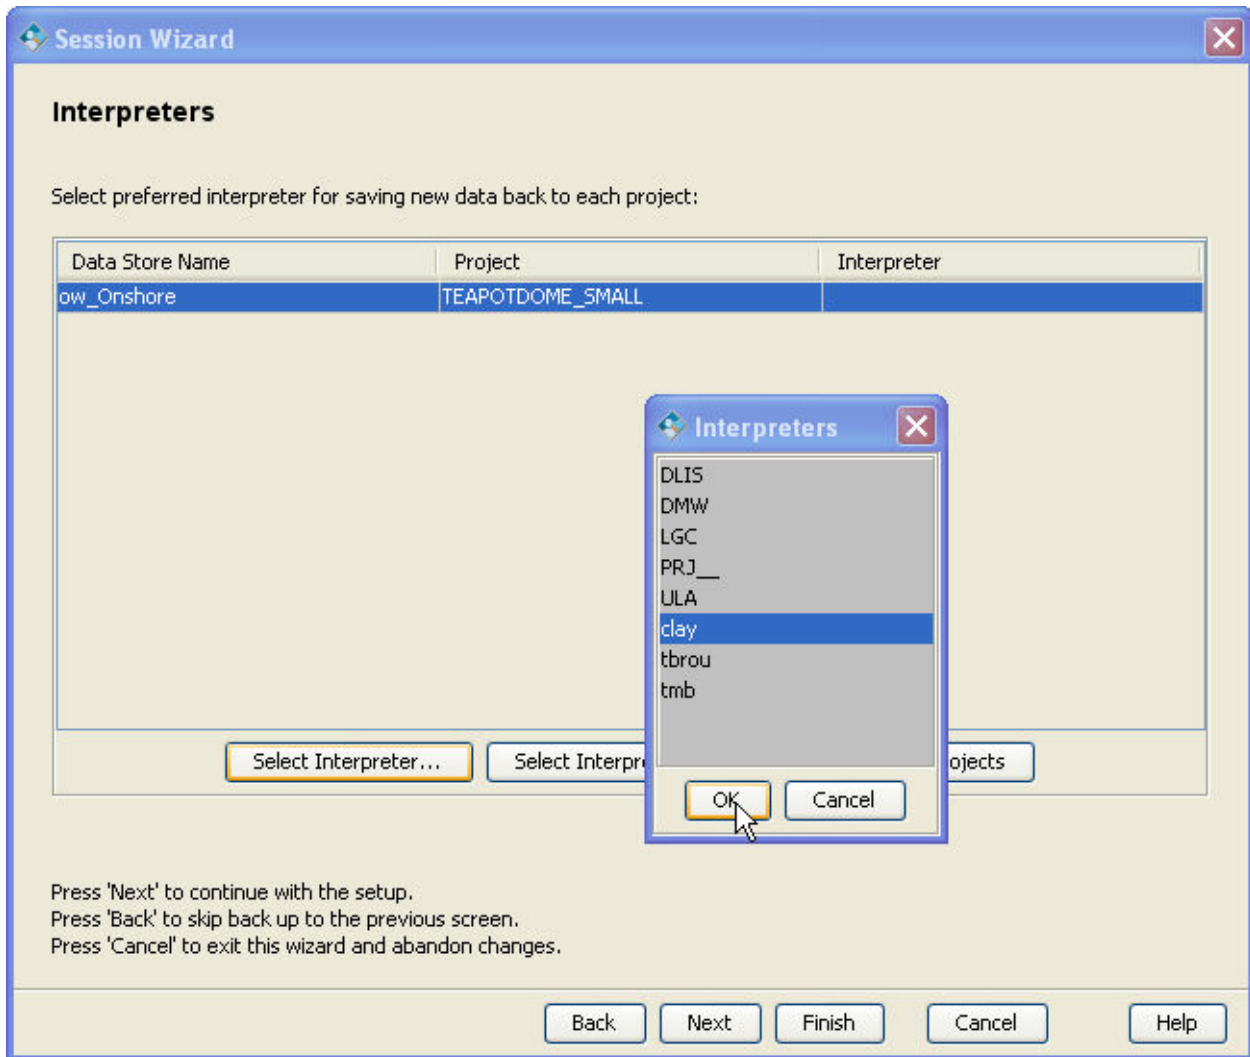 Session Wizard
Interpreters
Select preferred interpreter for saving new data back to each project:
Data Store Name Project Interpreter
ow_Onshore TEAPOTDOME_SMALL
Interpreters
DLIS
DMW
LGC
PRJ__
ULA
clay
tbrou
tmb
Select Interpreter... Select
OK Cancel
Press 'Next' to continue with the setup.
Press 'Back' to skip back up to the previous screen.
Press 'Cancel' to exit this wizard and abandon changes.
Back Next Finish Cancel Help